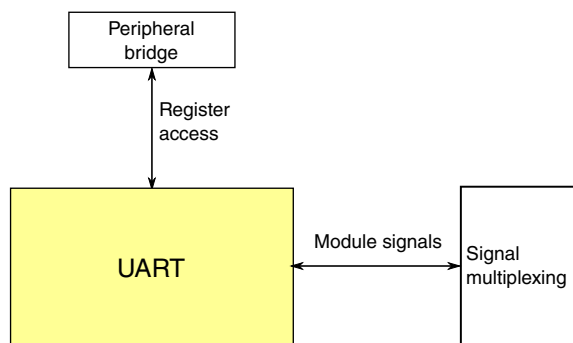 Peripheral
bridge
Register
access
UART
Module signals
Signal
multiplexing